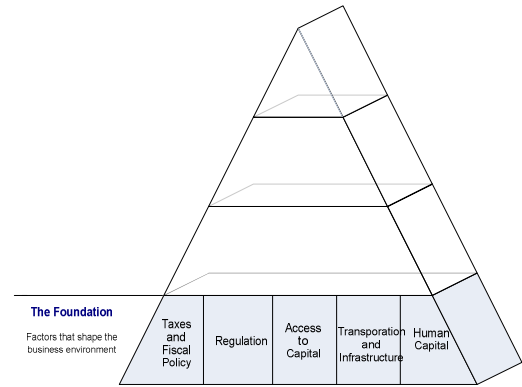 The Foundation
Factors that shape the
business environment
Taxes
and
Fiscal
Policy
Regulation
Access
to
Capital
Transporation
and
Infrastructure
Human
Capital